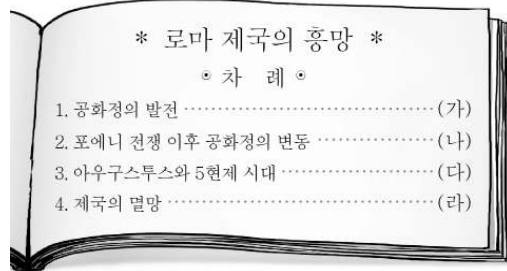 * 로마 제국의 흥망 *
⊙ 차 례 ⊙
1. 공화정의 발전 ……………………………… (가)
2. 포에니 전쟁 이후 공화정의 변동 ……………… (나)
3. 아우구스투스와 5현제 시대 …………………… (다)
4. 제국의 멸망 ………………………………… (라)